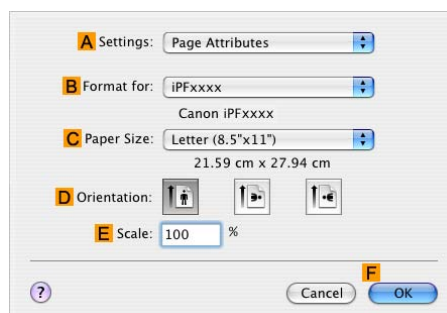 A Settings: Page Attributes
B Format for: iPFxxxx
Canon iPFxxxx
C Paper Size: Letter (8.5"x11")
21.59 cm x 27.94 cm
D Orientation:
E Scale: 100 %
F
? Cancel OK